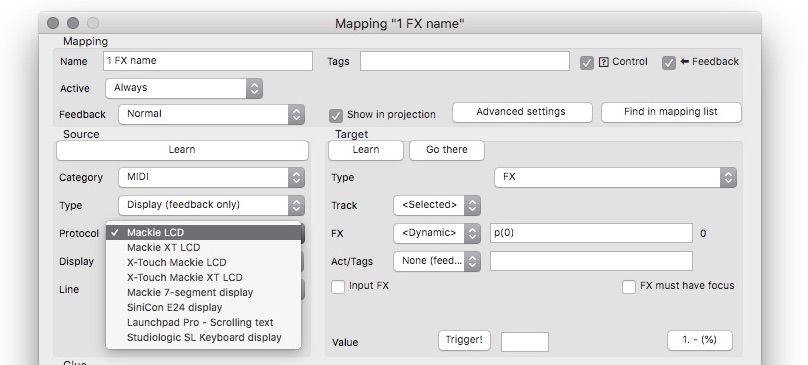 Mapping "1 FX name"
Mapping
Name 1 FX name Tags ? Control ⬅ Feedback
Active Always
Feedback Normal Show in projection Advanced settings Find in mapping list
Source Target
Learn Learn Go there
Category MIDI Type FX
Type Display (feedback only) Track <Selected>
Protocol ✓ Mackie LCD FX <Dynamic> p(0) 0
Mackie XT LCD
Display X-Touch Mackie LCD Act/Tags None (feed...
X-Touch Mackie XT LCD
Line Mackie 7-segment display Input FX FX must have focus
SiniCon E24 display
Launchpad Pro - Scrolling text
Studiologic SL Keyboard display Value Trigger! 1. - (%)
Glue